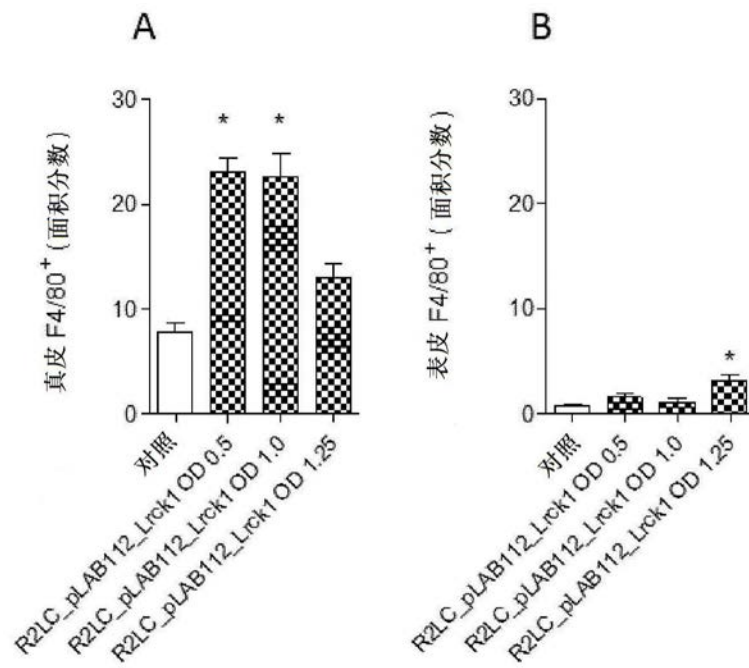 A
真皮 F4/80⁺ (面积分数)
30
20
10
0
*
*
对照
R2LC_pLAB112_Lrck1 OD 0.5
R2LC_pLAB112_Lrck1 OD 1.0
R2LC_pLAB112_Lrck1 OD 1.25
B
表皮 F4/80⁺ ( 面积分数)
30
20
10
0
*
对照
R2LC_pLAB112_Lrck1 OD 0.5
R2LC_pLAB112_Lrck1 OD 1.0
R2LC_pLAB112_Lrck1 OD 1.25